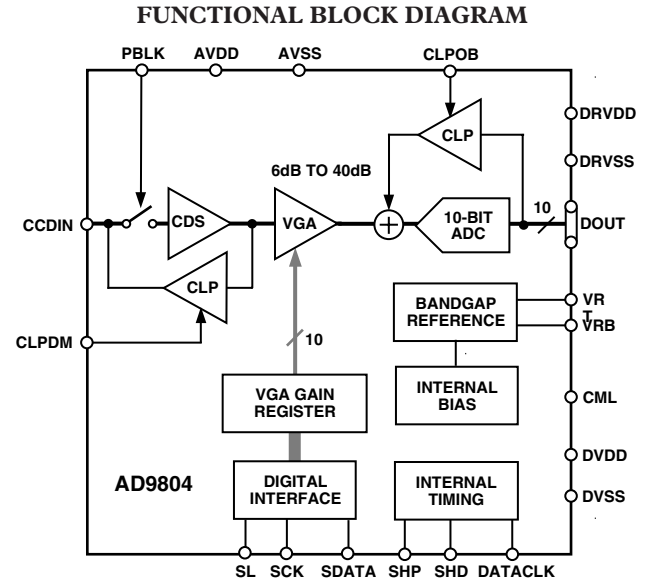 FUNCTIONAL BLOCK DIAGRAM
PBLK AVDD AVSS CLPOB
DRVDD
CLP
DRVSS
6dB TO 40dB
CCDIN CDS VGA + 10-BIT ADC 10 DOUT
CLP
VR
T
VRB
BANDGAP
REFERENCE
CLPDM
10
INTERNAL
BIAS
CML
VGA GAIN
REGISTER
DVDD
AD9804
DIGITAL
INTERFACE
INTERNAL
TIMING
DVSS
SL SCK SDATA SHP SHD DATACLK